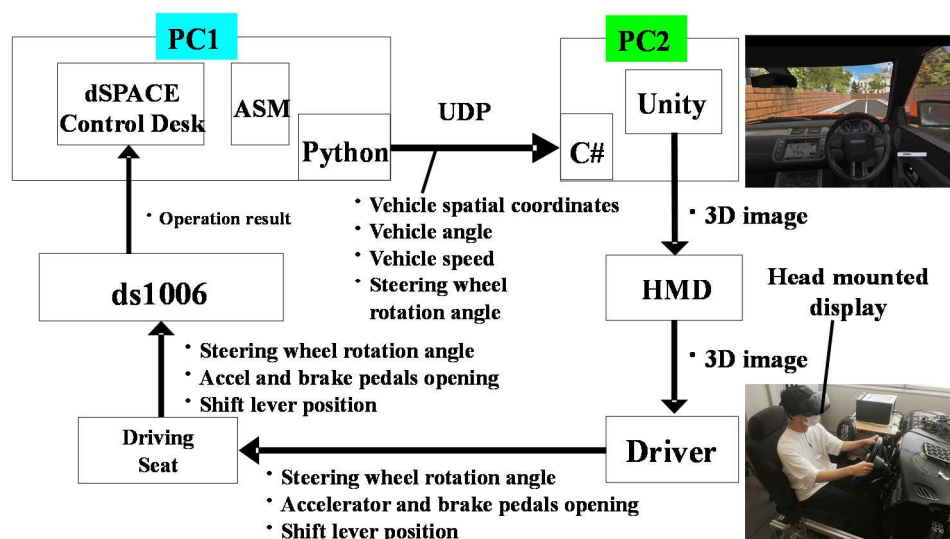 PC1
PC2
dSPACE
Control Desk
ASM
Python
UDP
C#
Unity
・Operation result
・Vehicle spatial coordinates
・Vehicle angle
・Vehicle speed
・Steering wheel
rotation angle
・3D image
ds1006
HMD
Head mounted
display
・Steering wheel rotation angle
・Accel and brake pedals opening
・Shift lever position
・3D image
Driving
Seat
Driver
・Steering wheel rotation angle
・Accelerator and brake pedals opening
・Shift lever position